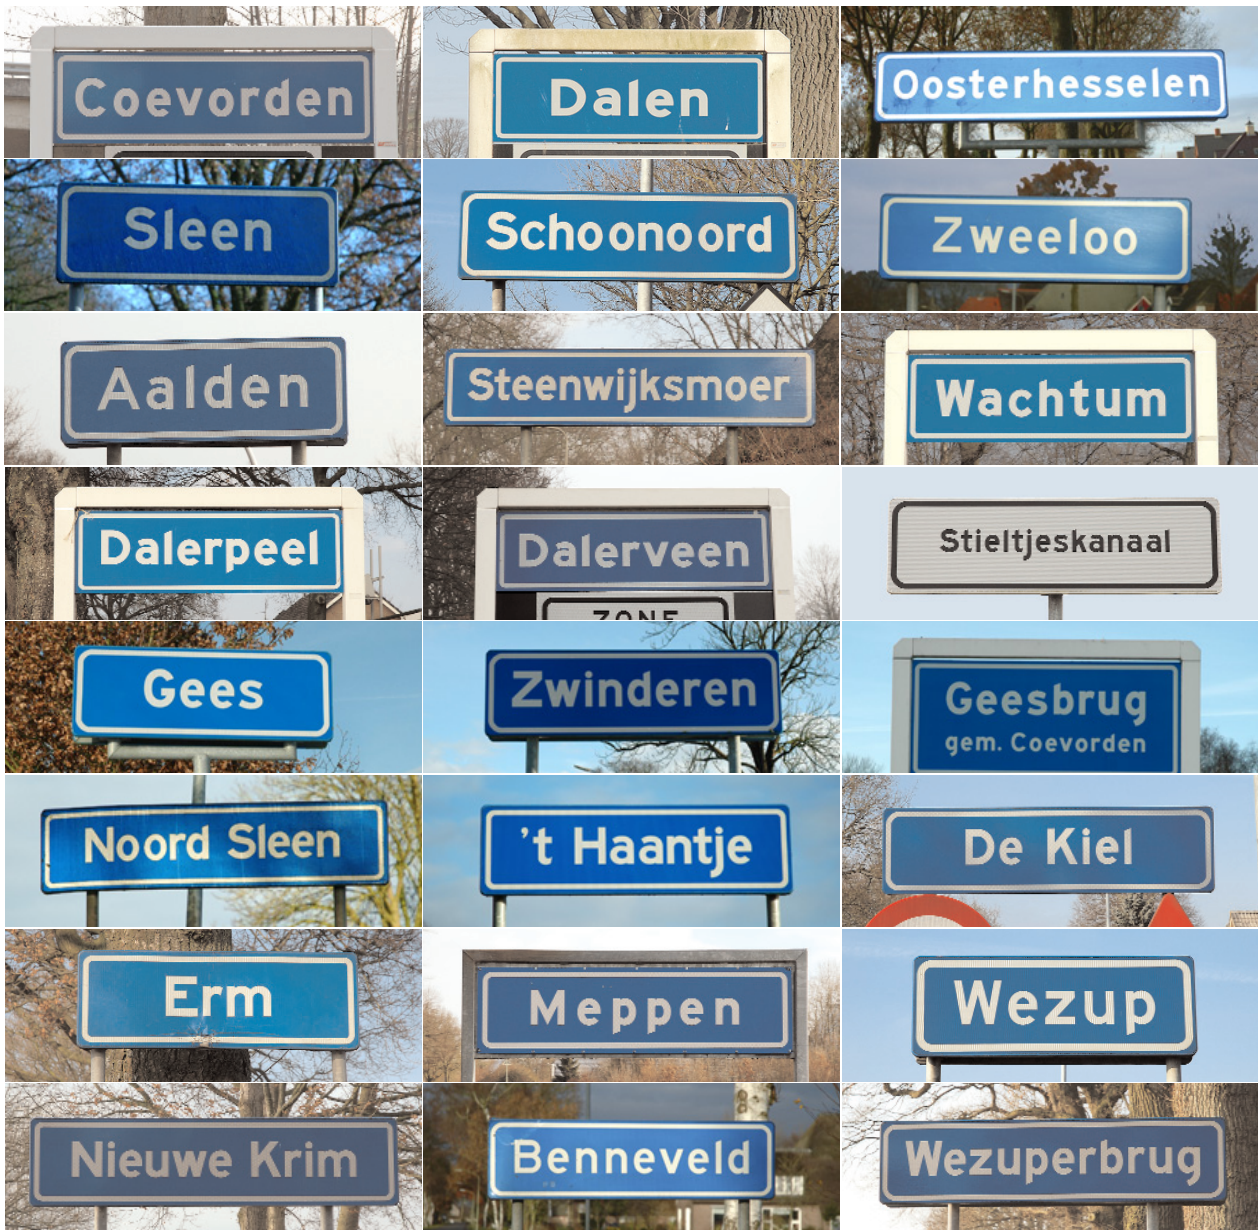 Coevorden
Dalen
Oosterhesselen
Sleen
Schoonoord
Zweeloo
Aalden
Steenwijksmoer
Wachtum
Dalerpeel
Dalerveen
ZONE
Stieltjeskanaal
Gees
Zwinderen
Geesbrug
gem. Coevorden
Noord Sleen
't Haantje
De Kiel
Erm
Meppen
Wezup
Nieuwe Krim
Benneveld
Wezuperbrug